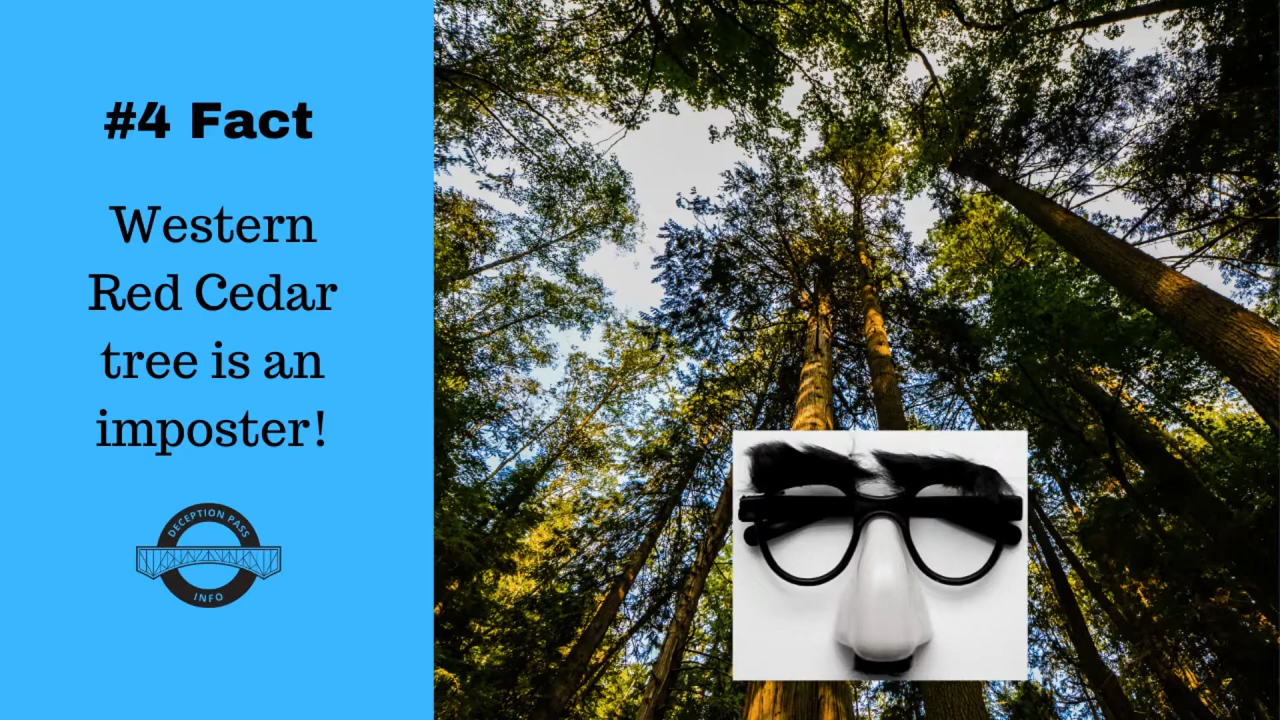 #4 Fact
Western
Red Cedar
tree is an
imposter!
DECEPTION PASS
INFO